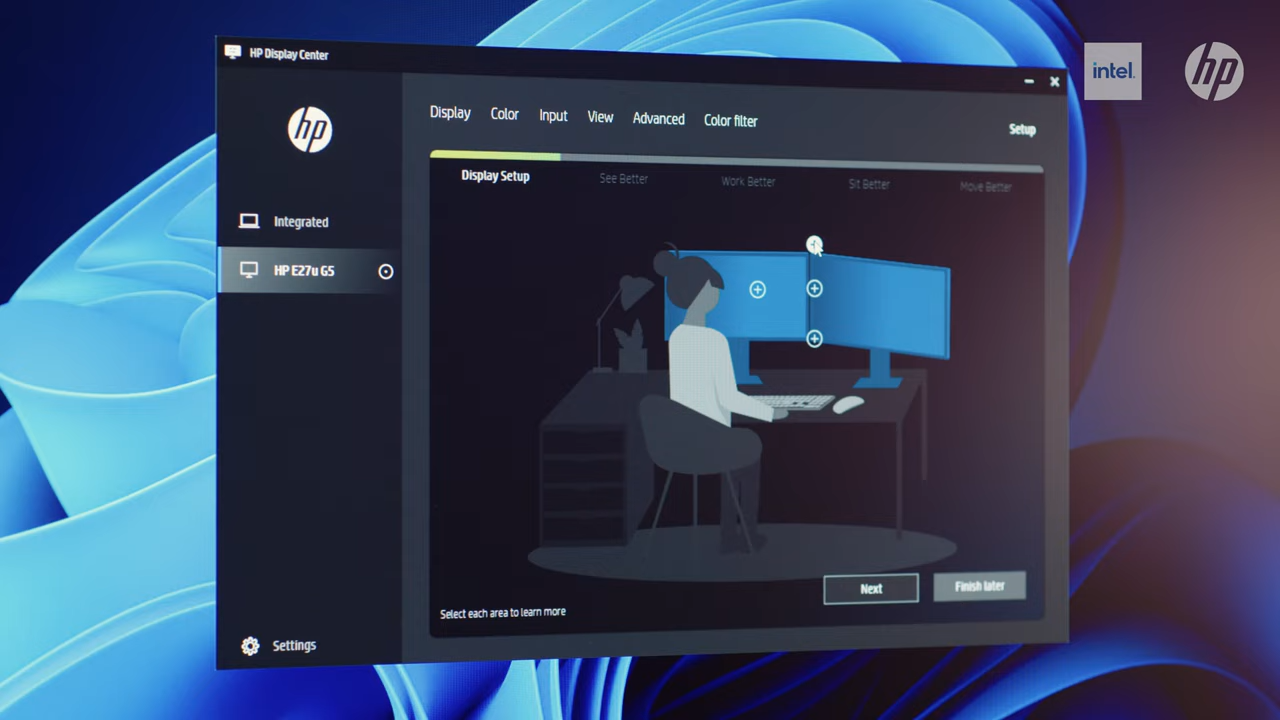 HP Display Center
intel.
hp
hp
Display
Color
Input
View
Advanced
Color filter
Setup
Display Setup
See Better
Work Better
Sit Better
Move Better
Integrated
HP E27u G5
Next
Finish later
Select each area to learn more
Settings